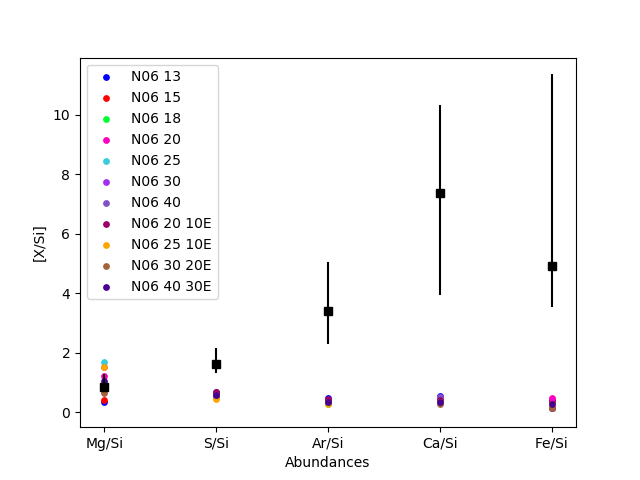 N06 13
N06 15
N06 18
N06 20
N06 25
N06 30
N06 40
N06 20 10E
N06 25 10E
N06 30 20E
N06 40 30E
[X/Si]
10
8
6
4
2
0
Mg/Si S/Si Ar/Si Ca/Si Fe/Si
Abundances